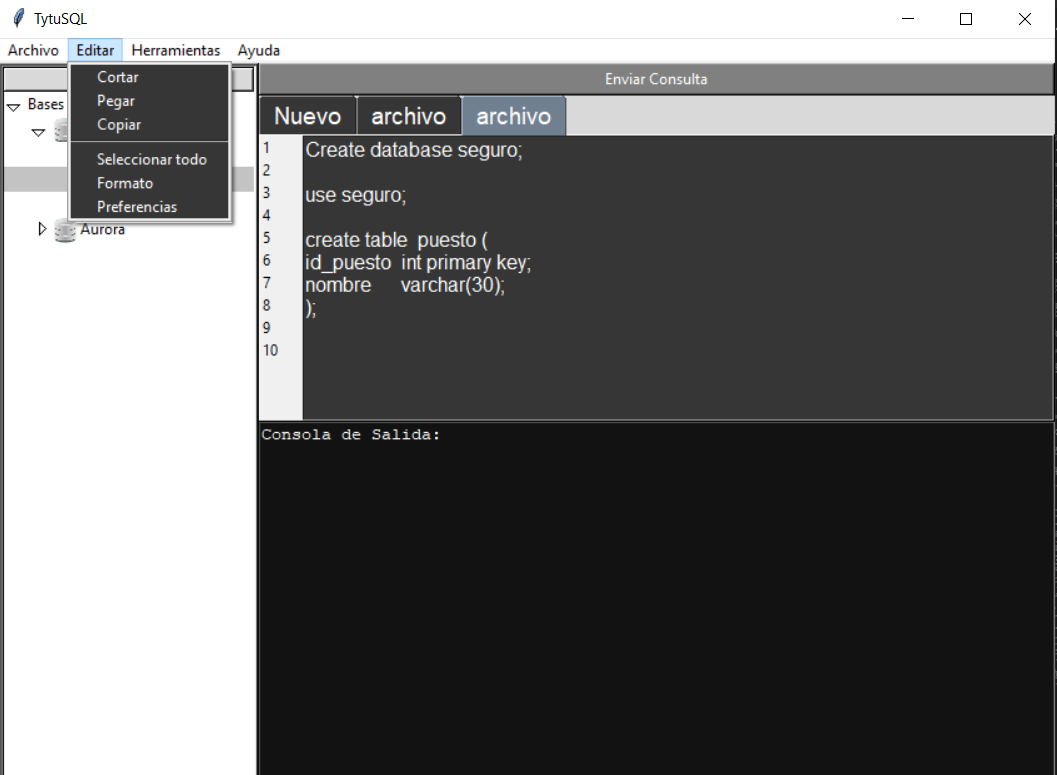 TytuSQL
Archivo Editar Herramientas Ayuda
Cortar
Pegar
Copiar
Seleccionar todo
Formato
Preferencias
Bases
Aurora
Enviar Consulta
Nuevo archivo archivo
1 Create database seguro;
2
3 use seguro;
4
5 create table  puesto (
6 id_puesto  int primary key;
7 nombre      varchar(30);
8 );
9
10
Consola de Salida: